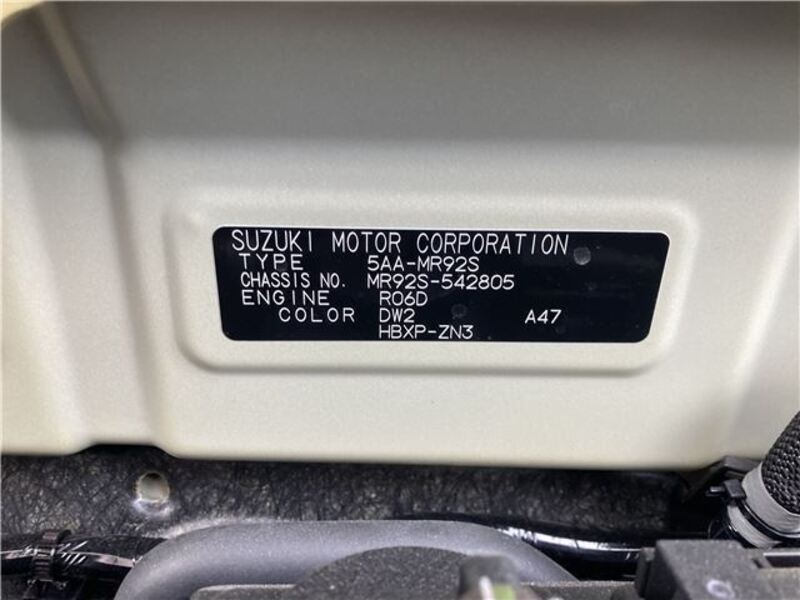 SUZUKI MOTOR CORPORATION
TYPE 5AA-MR92S
CHASSIS NO. MR92S-542805
ENGINE R06D
COLOR DW2 A47
HBXP-ZN3